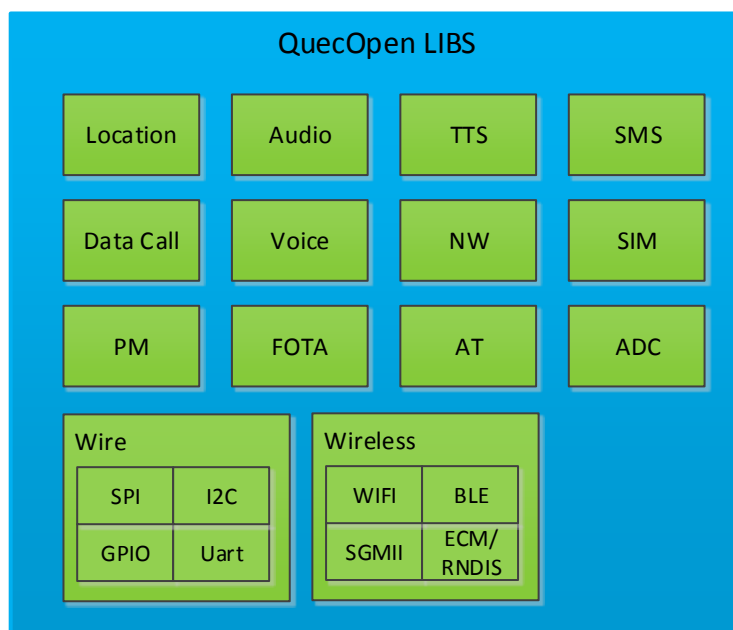 QuecOpen LIBS
Location
Audio
TTS
SMS
Data Call
Voice
NW
SIM
PM
FOTA
AT
ADC
Wire
SPI
I2C
GPIO
Uart
Wireless
WIFI
BLE
SGMII
ECM/
RNDIS